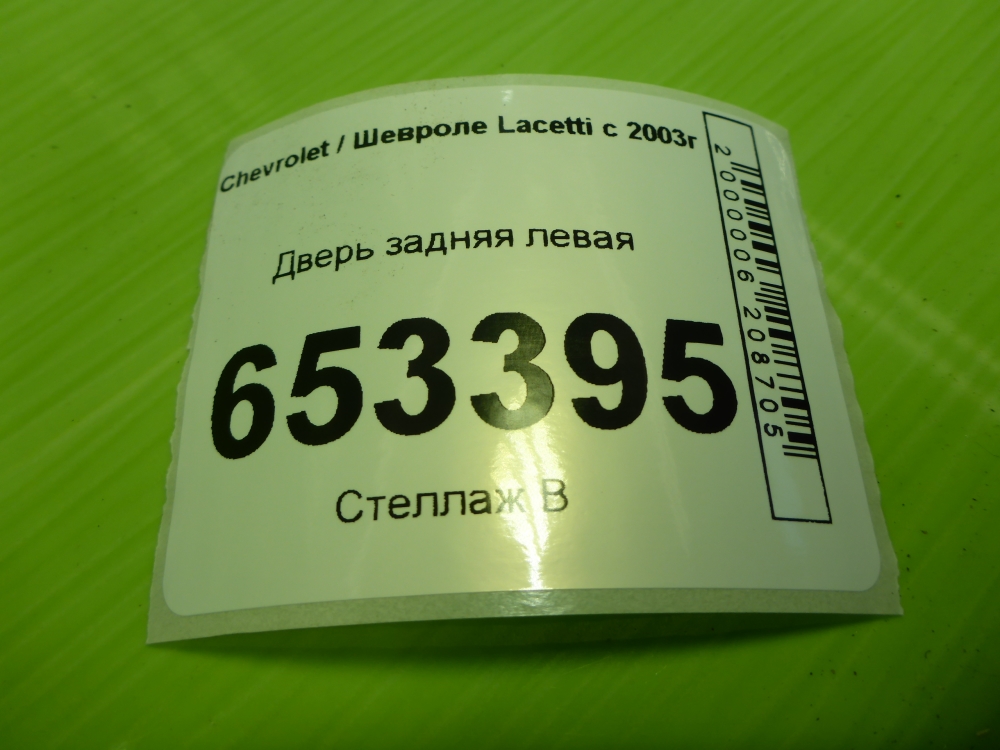 Chevrolet / Шевроле Lacetti с 2003г
Дверь задняя левая
653395
Стеллаж В
2000006208705